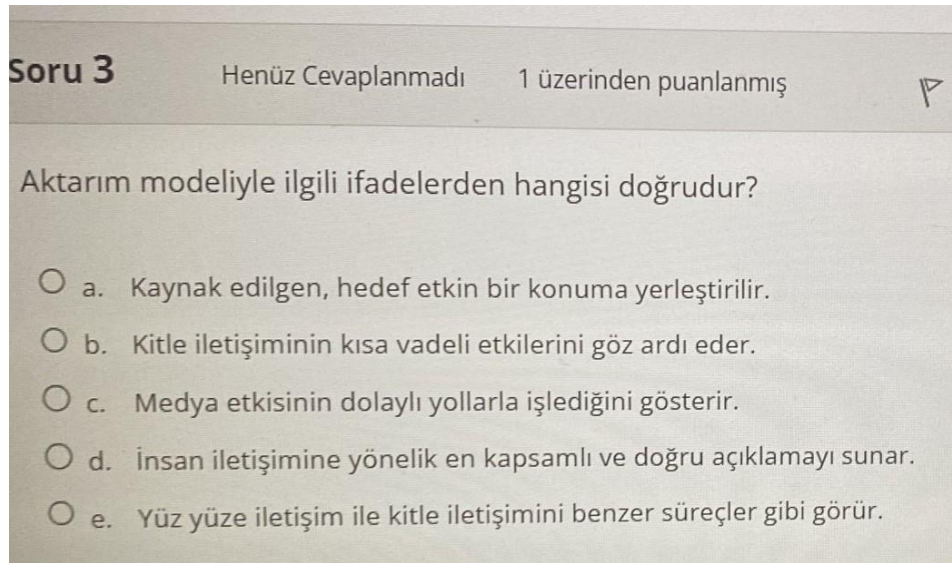 Soru 3 Henüz Cevaplanmadı 1 üzerinden puanlanmış
Aktarım modeliyle ilgili ifadelerden hangisi doğrudur?
a. Kaynak edilgen, hedef etkin bir konuma yerleştirilir.
b. Kitle iletişiminin kısa vadeli etkilerini göz ardı eder.
c. Medya etkisinin dolaylı yollarla işlediğini gösterir.
d. İnsan iletişimine yönelik en kapsamlı ve doğru açıklamayı sunar.
e. Yüz yüze iletişim ile kitle iletişimini benzer süreçler gibi görür.